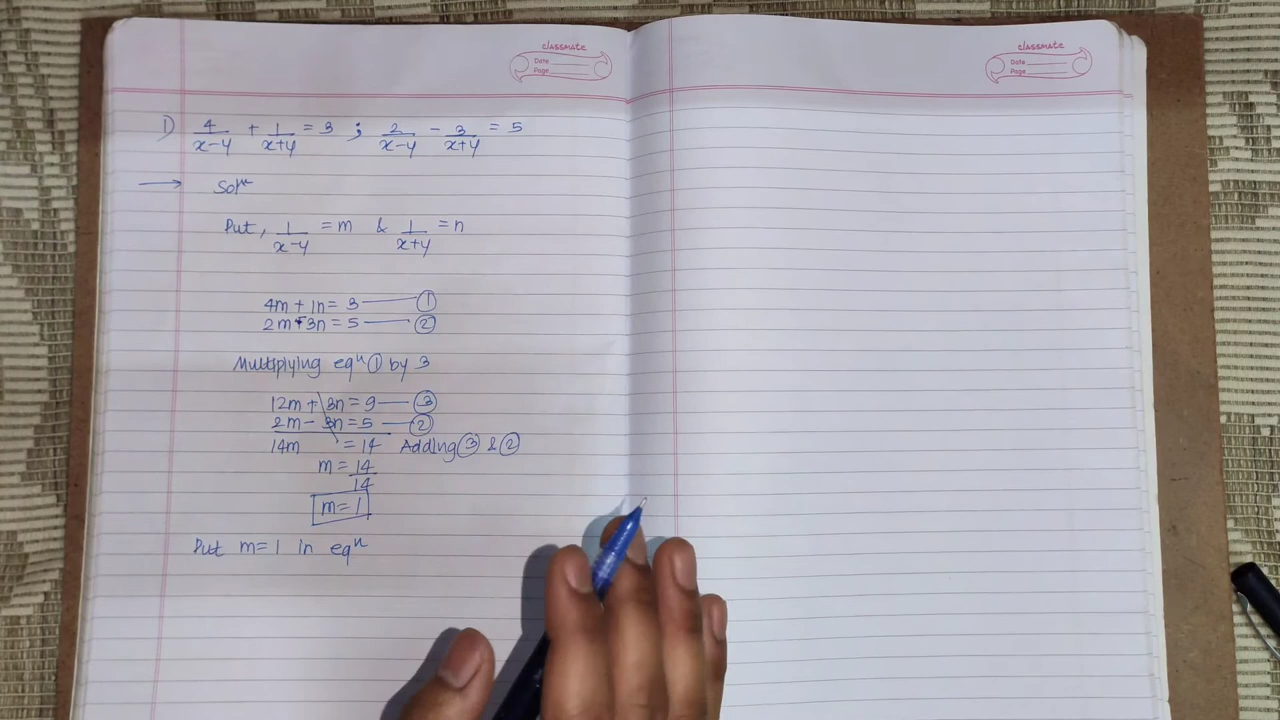 classmate
Date
Page
classmate
Date
Page
1) 4/(x-y) + 1/(x+y) = 3 ; 2/(x-y) - 3/(x+y) = 5
→ Solⁿ
Put, 1/(x-y) = m & 1/(x+y) = n
4m + 1n = 3 — ①
2m - 3n = 5 — ②
Multiplying eqⁿ ① by 3
12m + 3n = 9 — ③
2m - 3n = 5 — ②
14m = 14 Adding ③ & ②
m = 14/14
m = 1
Put m = 1 in eqⁿ